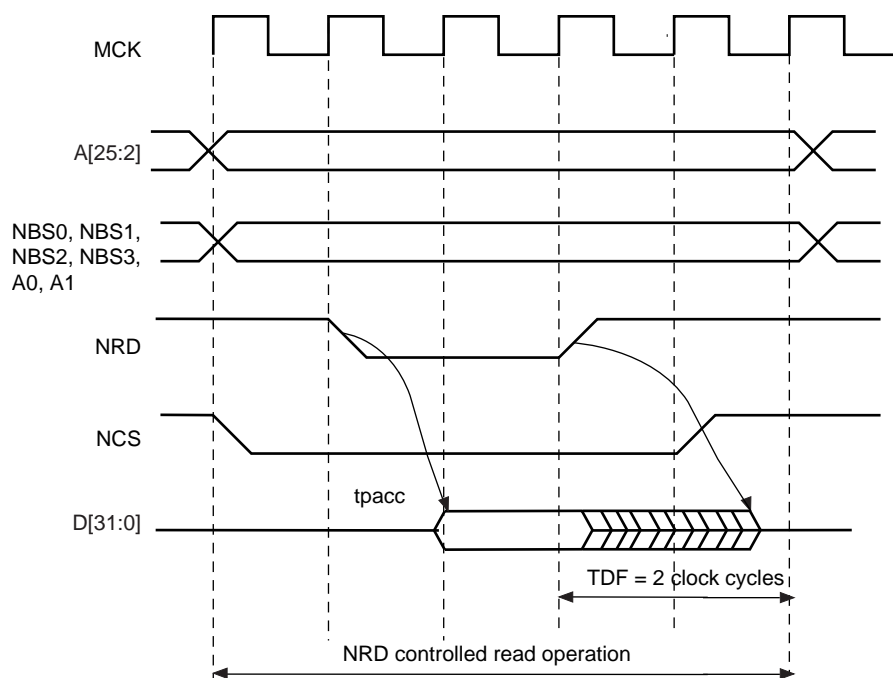 MCK
A[25:2]
NBS0, NBS1,
NBS2, NBS3,
A0, A1
NRD
NCS
tpacc
D[31:0]
TDF = 2 clock cycles
NRD controlled read operation